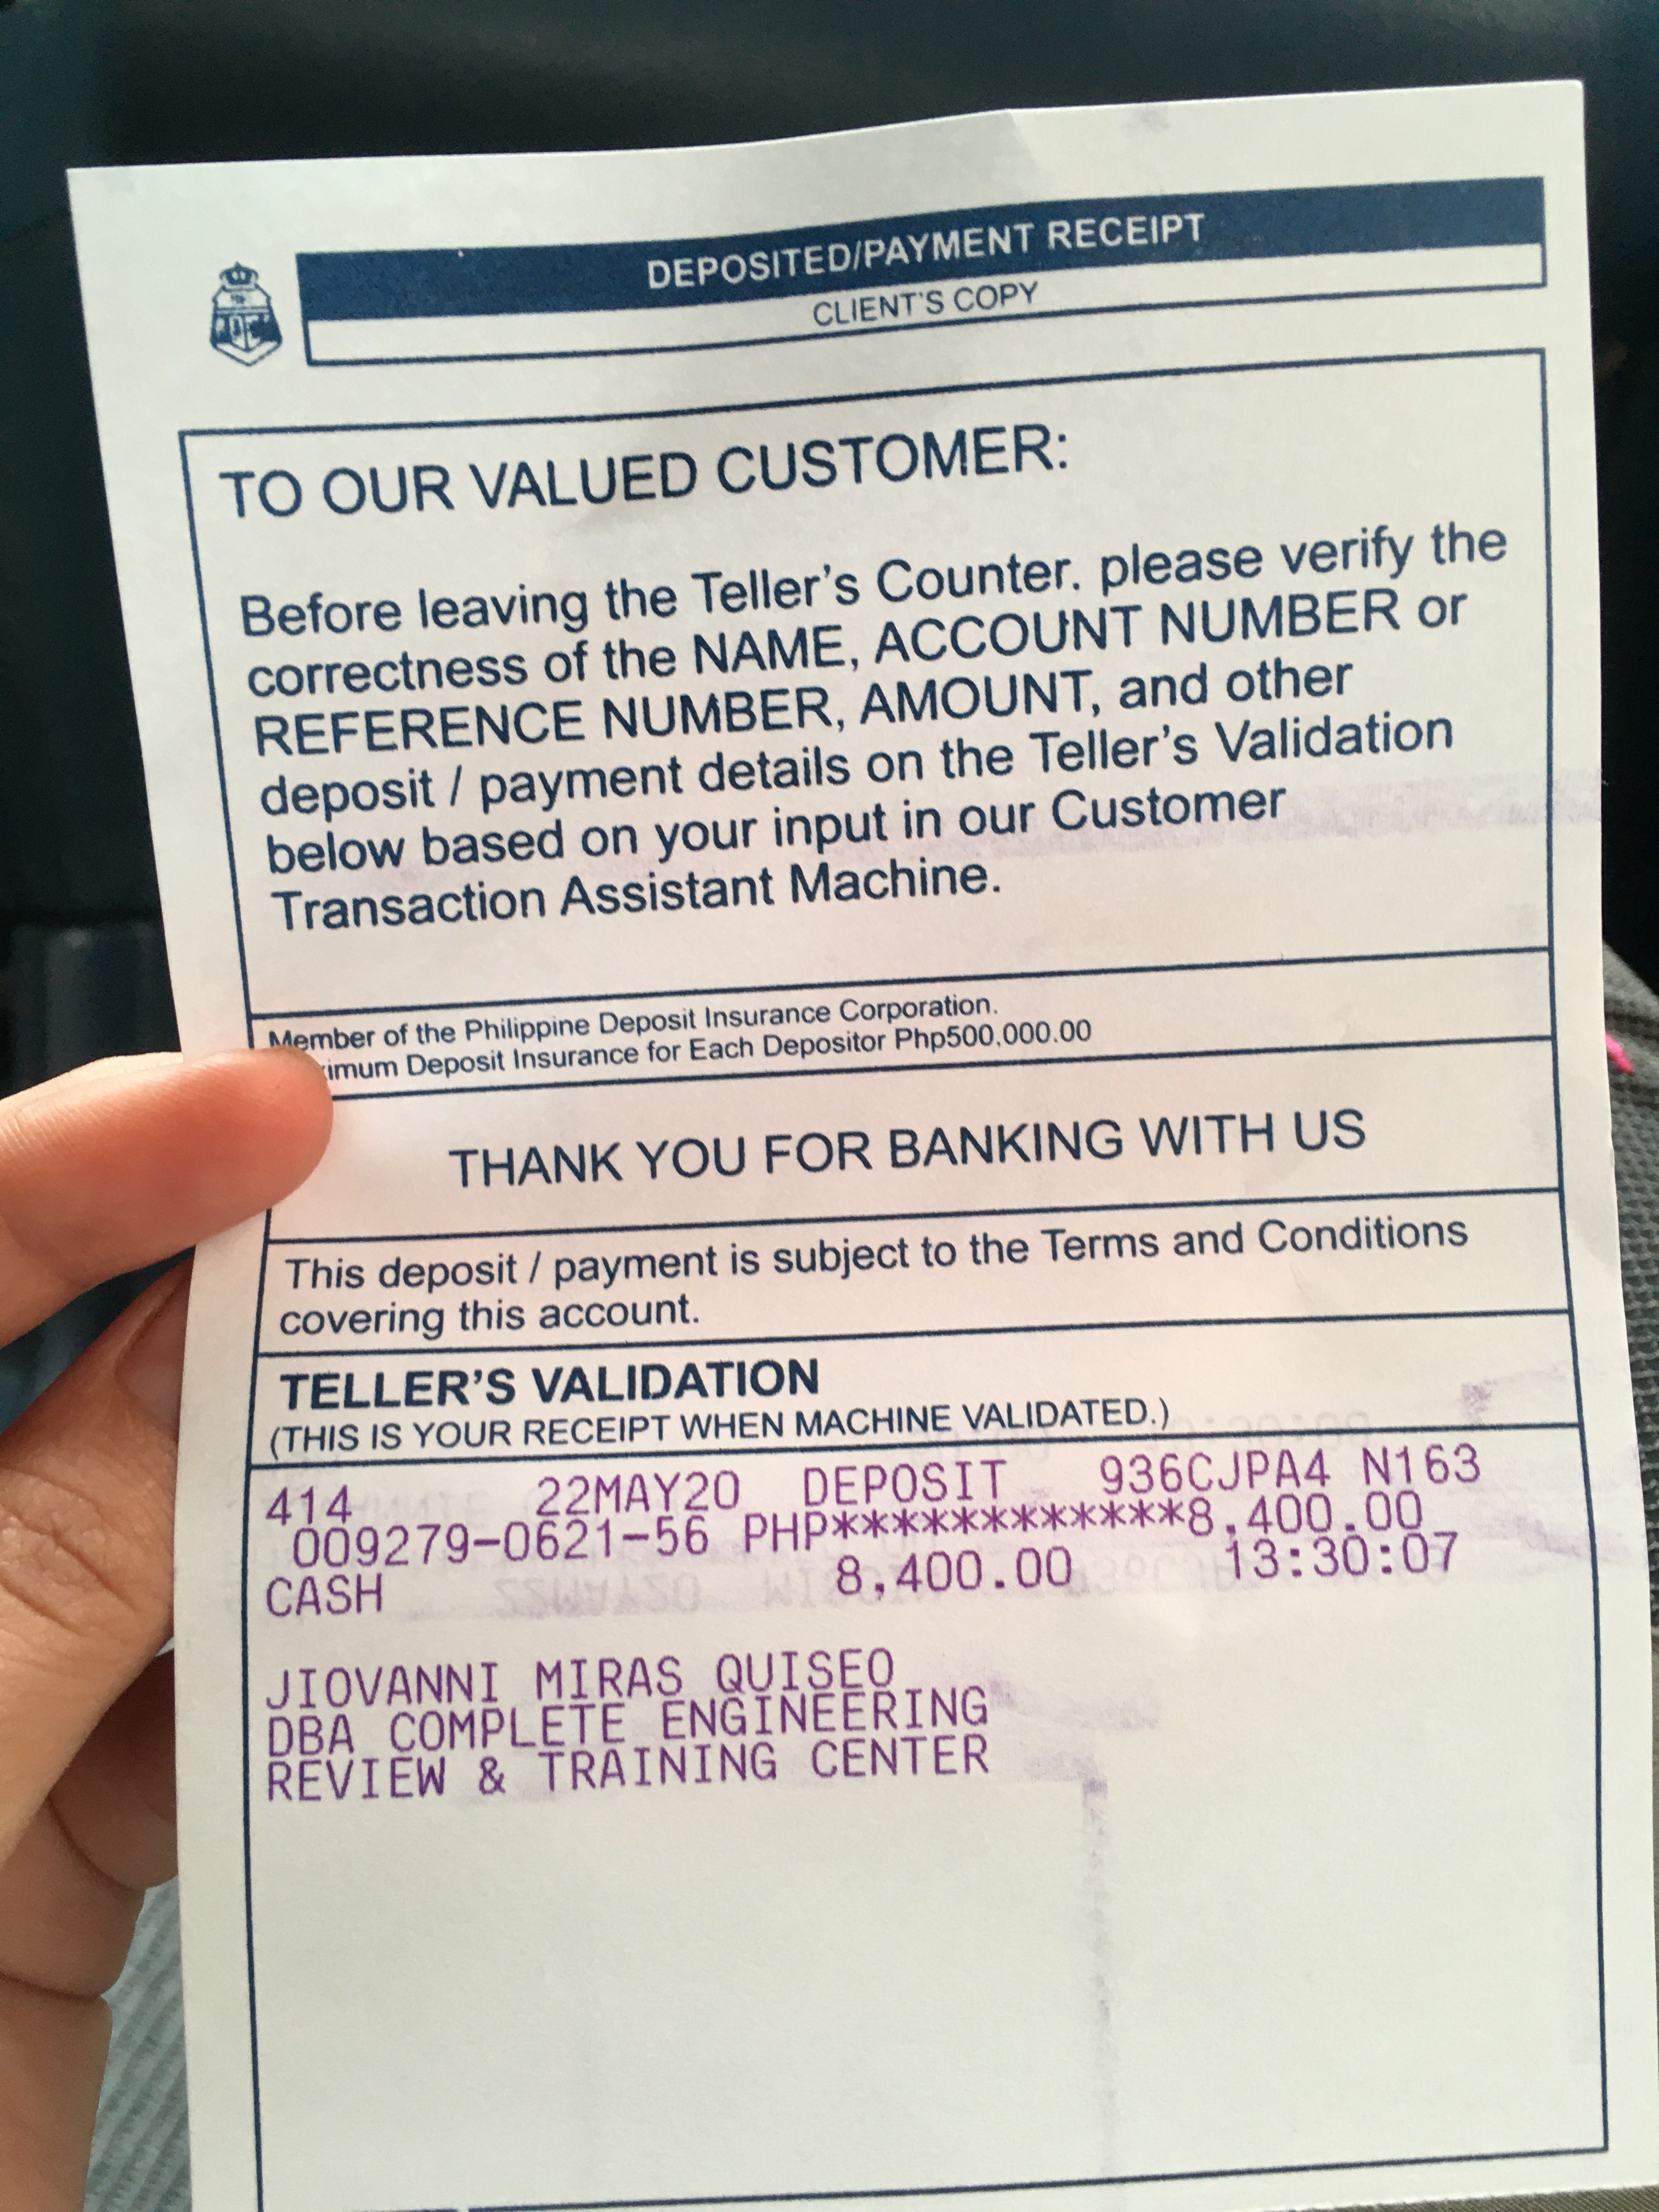 DEPOSITED/PAYMENT RECEIPT
CLIENT'S COPY
TO OUR VALUED CUSTOMER:
Before leaving the Teller's Counter. please verify the
correctness of the NAME, ACCOUNT NUMBER or
REFERENCE NUMBER, AMOUNT, and other
deposit / payment details on the Teller's Validation
below based on your input in our Customer
Transaction Assistant Machine.
Member of the Philippine Deposit Insurance Corporation.
imum Deposit Insurance for Each Depositor Php500.000.00
THANK YOU FOR BANKING WITH US
This deposit / payment is subject to the Terms and Conditions
covering this account.
TELLER'S VALIDATION
(THIS IS YOUR RECEIPT WHEN MACHINE VALIDATED.)
414 22MAY20 DEPOSIT 936CJPA4 N163
009279-0621-56 PHP************8,400.00
CASH 8,400.00 13:30:07
JIOVANNI MIRAS QUISEO
DBA COMPLETE ENGINEERING
REVIEW & TRAINING CENTER